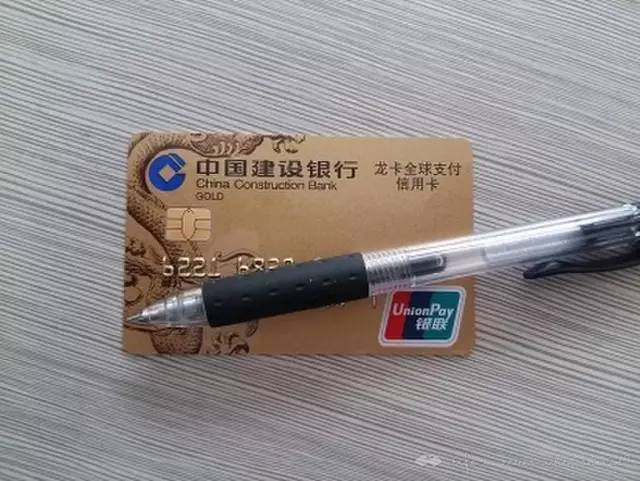 中国建设银行
China Construction Bank
GOLD
龙卡全球支付
信用卡
UnionPay
银联